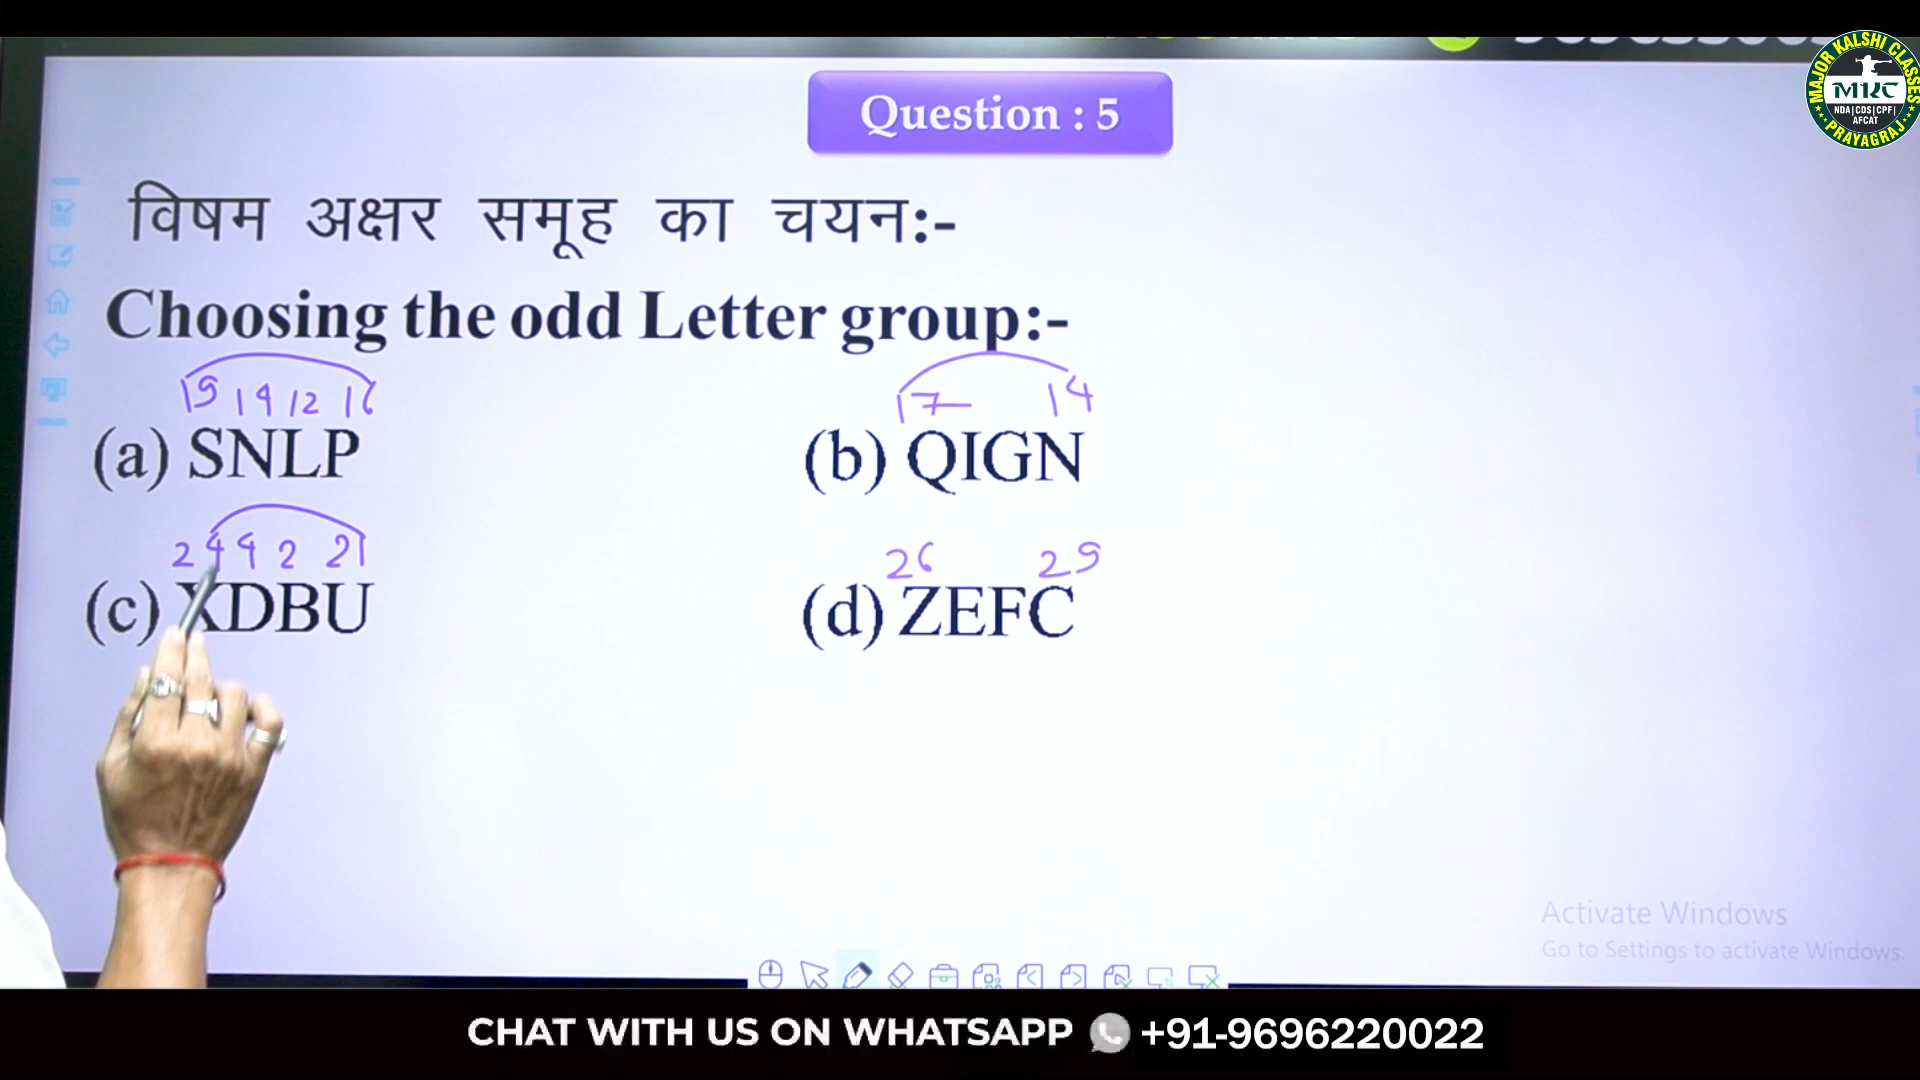 MAJOR KALSHI CLASSES
MKC
NDA|CDS|CPF|
AFCAT
PRAYAGRAJ
Question : 5
विषम अक्षर समूह का चयन:-
Choosing the odd Letter group:-
19 14 12 16
17 14
(a) SNLP
(b) QIGN
24 4 2 21
26 29
(c) XDBU
(d) ZEFC
Activate Windows
Go to Settings to activate Windows.
CHAT WITH US ON WHATSAPP +91-9696220022